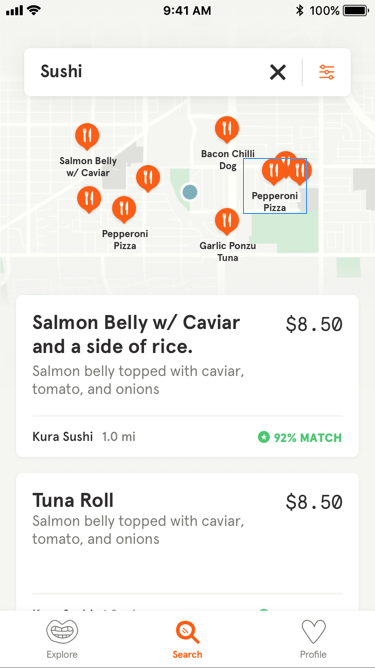 9:41 AM
100%
Sushi
Salmon Belly
w/ Caviar
Bacon Chilli
Dog
Pepperoni
Pizza
Pepperoni
Pizza
Garlic Ponzu
Tuna
Salmon Belly w/ Caviar
and a side of rice.
$8.50
Salmon belly topped with caviar,
tomato, and onions
Kura Sushi 1.0 mi
92% MATCH
Tuna Roll
$8.50
Salmon belly topped with caviar,
tomato, and onions
Explore
Search
Profile